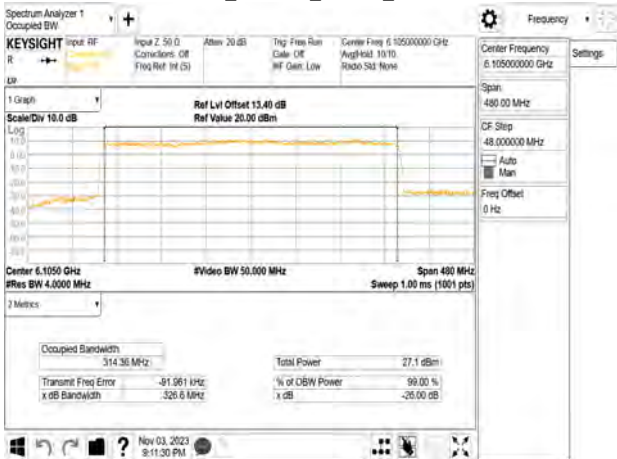 Spectrum Analyzer 1
Occupied BW
+
Frequency
KEYSIGHT
R
Input: RF
Input Z: 50 Ω
Corrections: Off
Freq Ref: Int (S)
Atten: 20 dB
Trig: Free Run
Gate: Off
#IF Gain: Low
Center Freq: 6.105000000 GHz
Avg|Hold: 10/10
Radio Std: None
Center Frequency
6.105000000 GHz
Settings
Span
480.00 MHz
CF Step
48.000000 MHz
Auto
Man
Freq Offset
0 Hz
1 Graph
Scale/Div 10.0 dB
Ref Lvl Offset 13.40 dB
Ref Value 20.00 dBm
Log
10.0
0.00
Center 6.1050 GHz
#Res BW 4.0000 MHz
#Video BW 50.000 MHz
Span 480 MHz
Sweep 1.00 ms (1001 pts)
2 Metrics
Occupied Bandwidth
314.36 MHz
Total Power
27.1 dBm
Transmit Freq Error
-91.961 kHz
% of OBW Power
99.00 %
x dB Bandwidth
326.6 MHz
x dB
-26.00 dB
?
Nov 03, 2023
9:11:30 PM